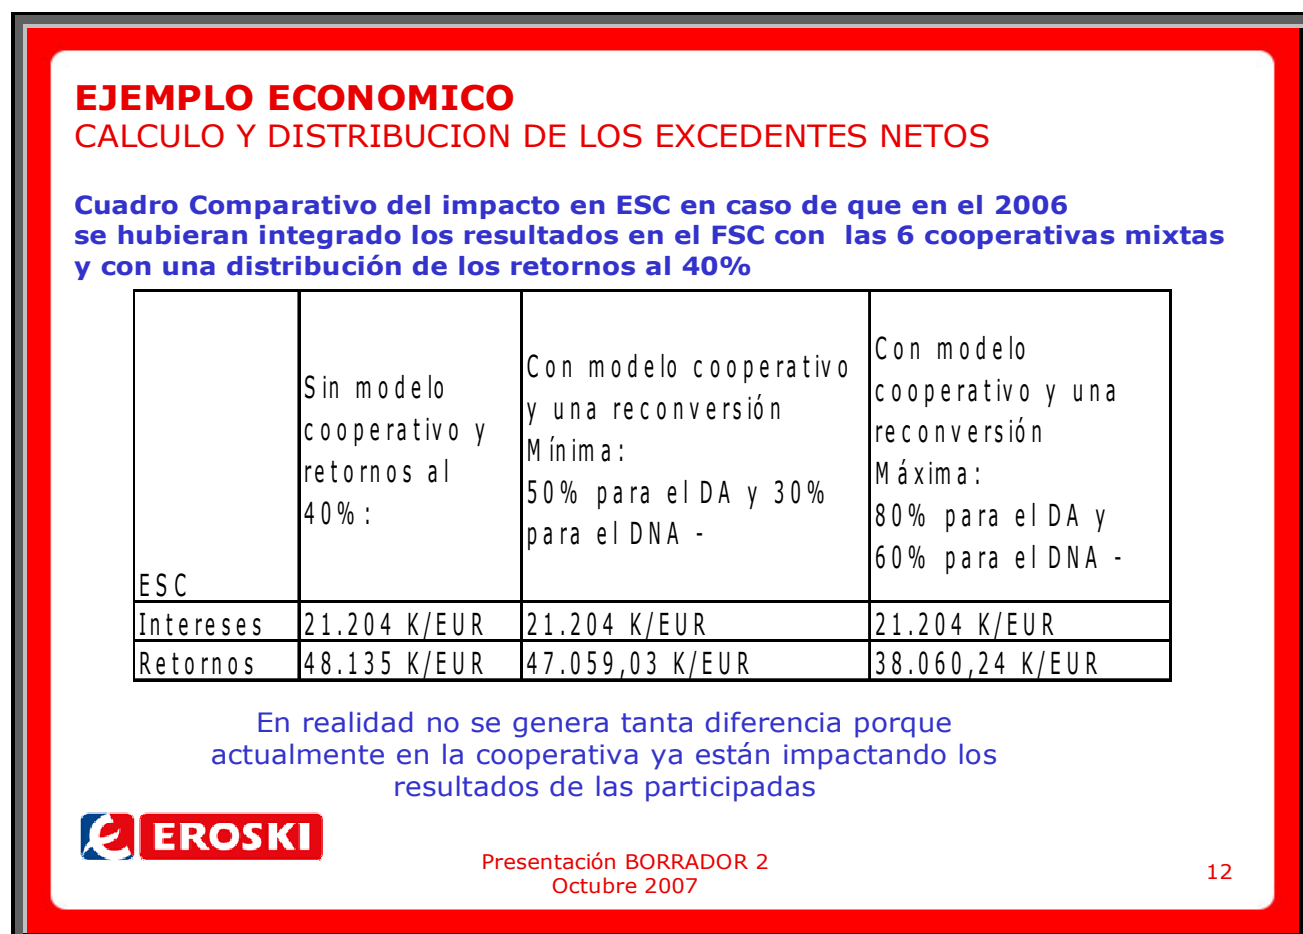 EJEMPLO ECONOMICO
CALCULO Y DISTRIBUCION DE LOS EXCEDENTES NETOS
Cuadro Comparativo del impacto en ESC en caso de que en el 2006
se hubieran integrado los resultados en el FSC con las 6 cooperativas mixtas
y con una distribución de los retornos al 40%
ESC
Sin modelo
cooperativo y
retornos al
40%:
Con modelo cooperativo
y una reconversión
Mínima:
50% para el DA y 30%
para el DNA -
Con modelo
cooperativo y una
reconversión
Máxima:
80% para el DA y
60% para el DNA -
Intereses 21.204 K/EUR 21.204 K/EUR 21.204 K/EUR
Retornos 48.135 K/EUR 47.059,03 K/EUR 38.060,24 K/EUR
En realidad no se genera tanta diferencia porque
actualmente en la cooperativa ya están impactando los
resultados de las participadas
EROSKI
Presentación BORRADOR 2
Octubre 2007
12